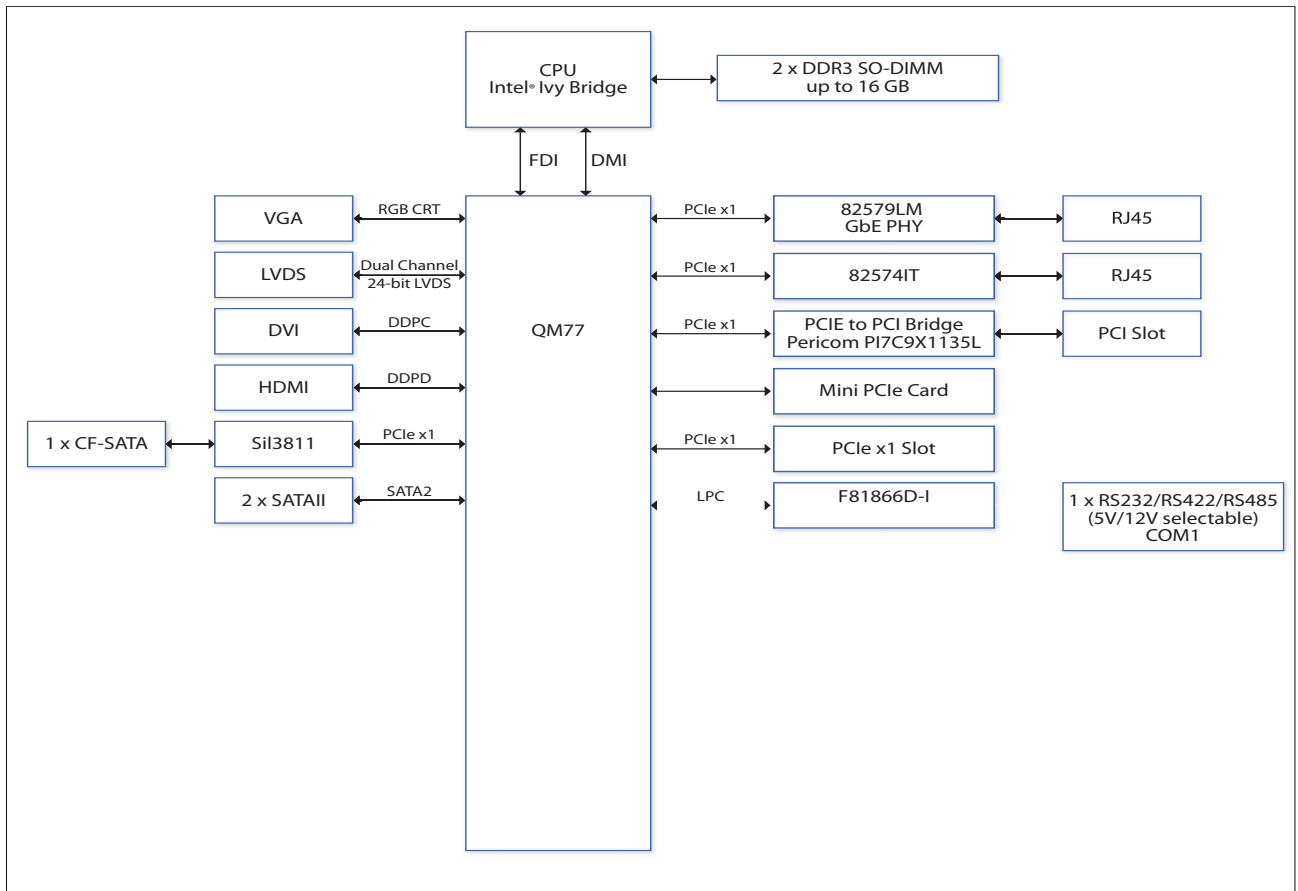 CPU
Intel® Ivy Bridge
2 x DDR3 SO-DIMM
up to 16 GB
FDI
DMI
VGA
RGB CRT
QM77
PCIe x1
82579LM
GbE PHY
RJ45
LVDS
Dual Channel
24-bit LVDS
PCIe x1
82574IT
RJ45
DVI
DDPC
PCIe x1
PCIE to PCI Bridge
Pericom PI7C9X1135L
PCI Slot
HDMI
DDPD
Mini PCIe Card
1 x CF-SATA
SiI3811
PCIe x1
PCIe x1
PCIe x1 Slot
2 x SATAII
SATA2
LPC
F81866D-I
1 x RS232/RS422/RS485
(5V/12V selectable)
COM1